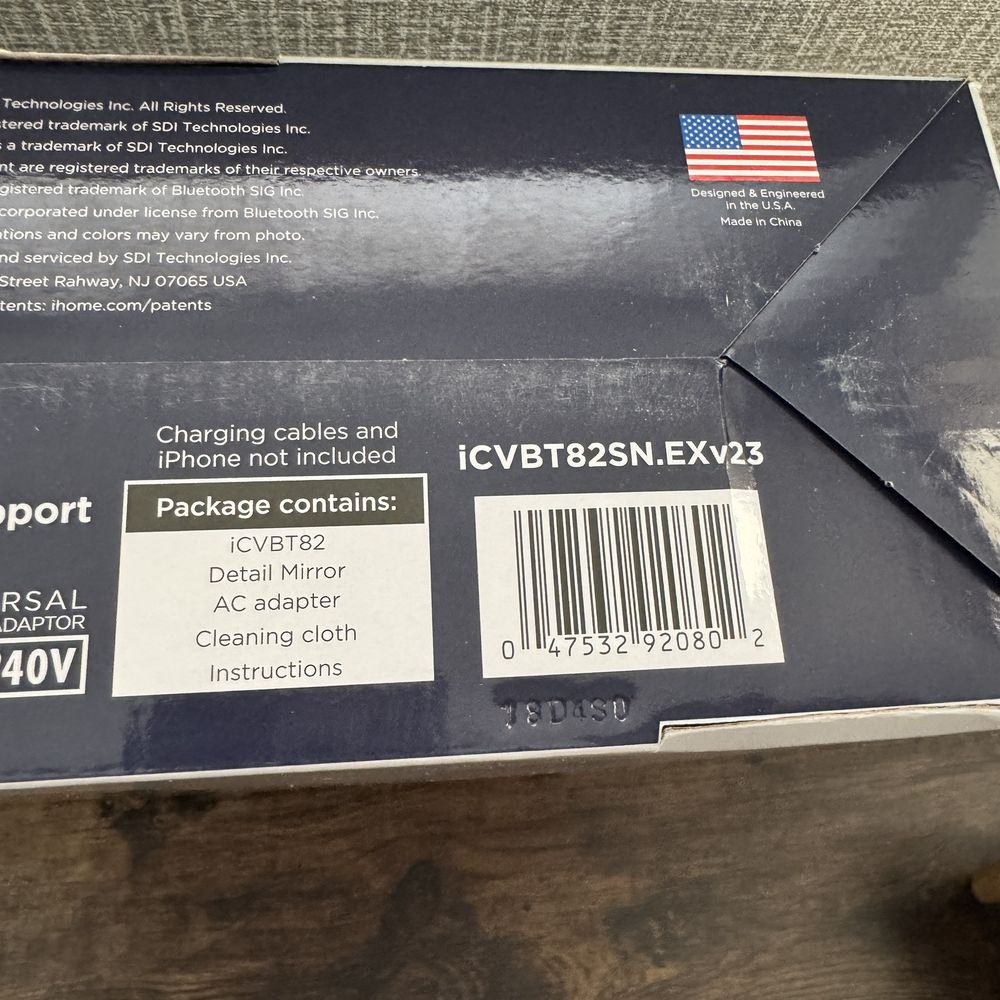 Technologies Inc. All Rights Reserved.
stered trademark of SDI Technologies Inc.
s a trademark of SDI Technologies Inc.
nt are registered trademarks of their respective owners.
gistered trademark of Bluetooth SIG Inc.
corporated under license from Bluetooth SIG Inc.
tions and colors may vary from photo.
nd serviced by SDI Technologies Inc.
Street Rahway, NJ 07065 USA
tents: ihome.com/patents
Designed & Engineered
in the U.S.A.
Made in China
Charging cables and
iPhone not included
pport
RSAL
ADAPTOR
240V
Package contains:
iCVBT82
Detail Mirror
AC adapter
Cleaning cloth
Instructions
iCVBT82SN.EXv23
0 47532 92080 2